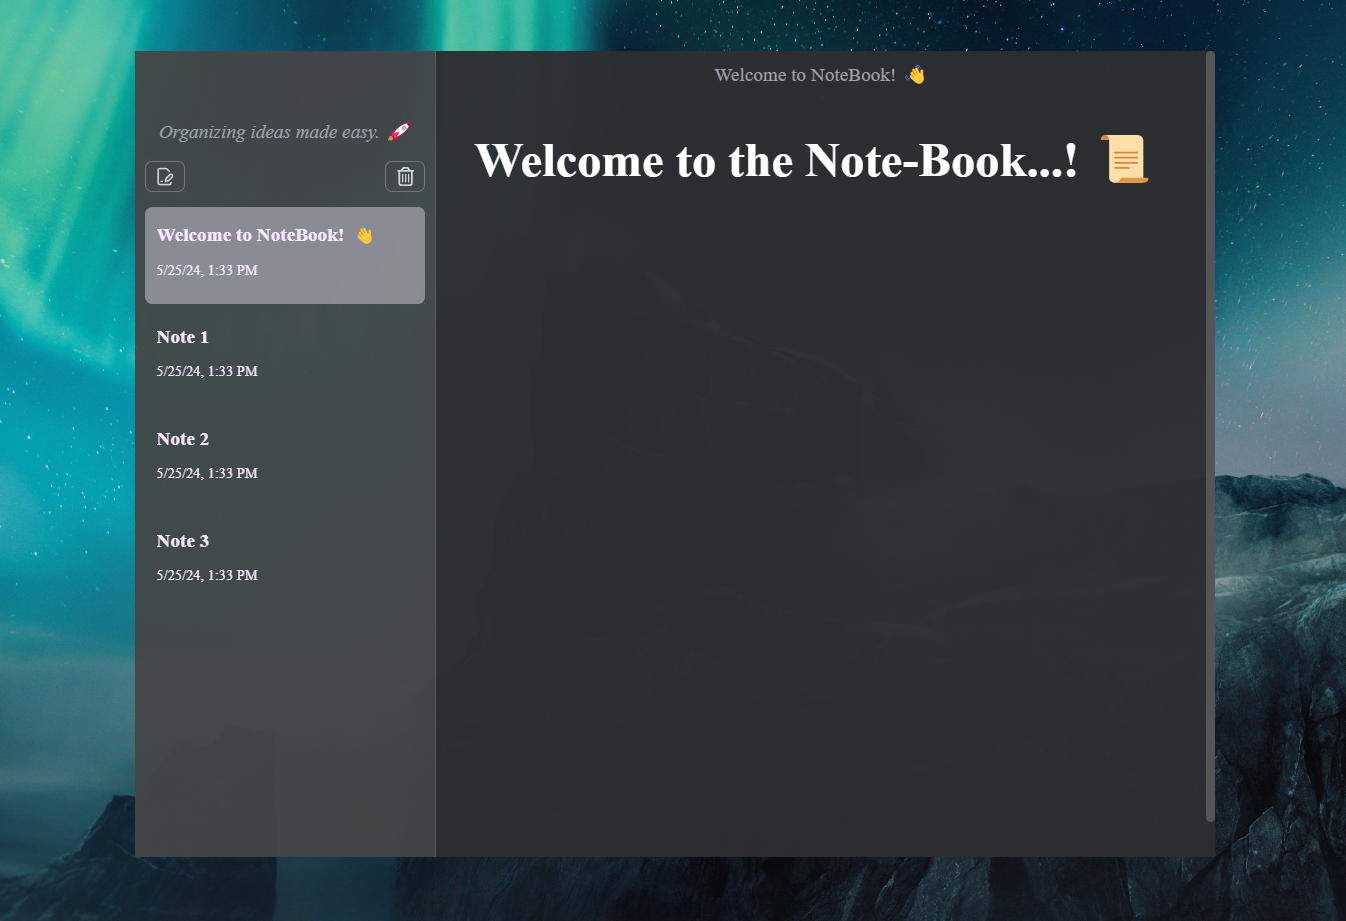 Organizing ideas made easy. 🚀
Welcome to NoteBook! 👋
5/25/24, 1:33 PM
Note 1
5/25/24, 1:33 PM
Note 2
5/25/24, 1:33 PM
Note 3
5/25/24, 1:33 PM
Welcome to NoteBook! 👋
Welcome to the Note-Book...! 📜